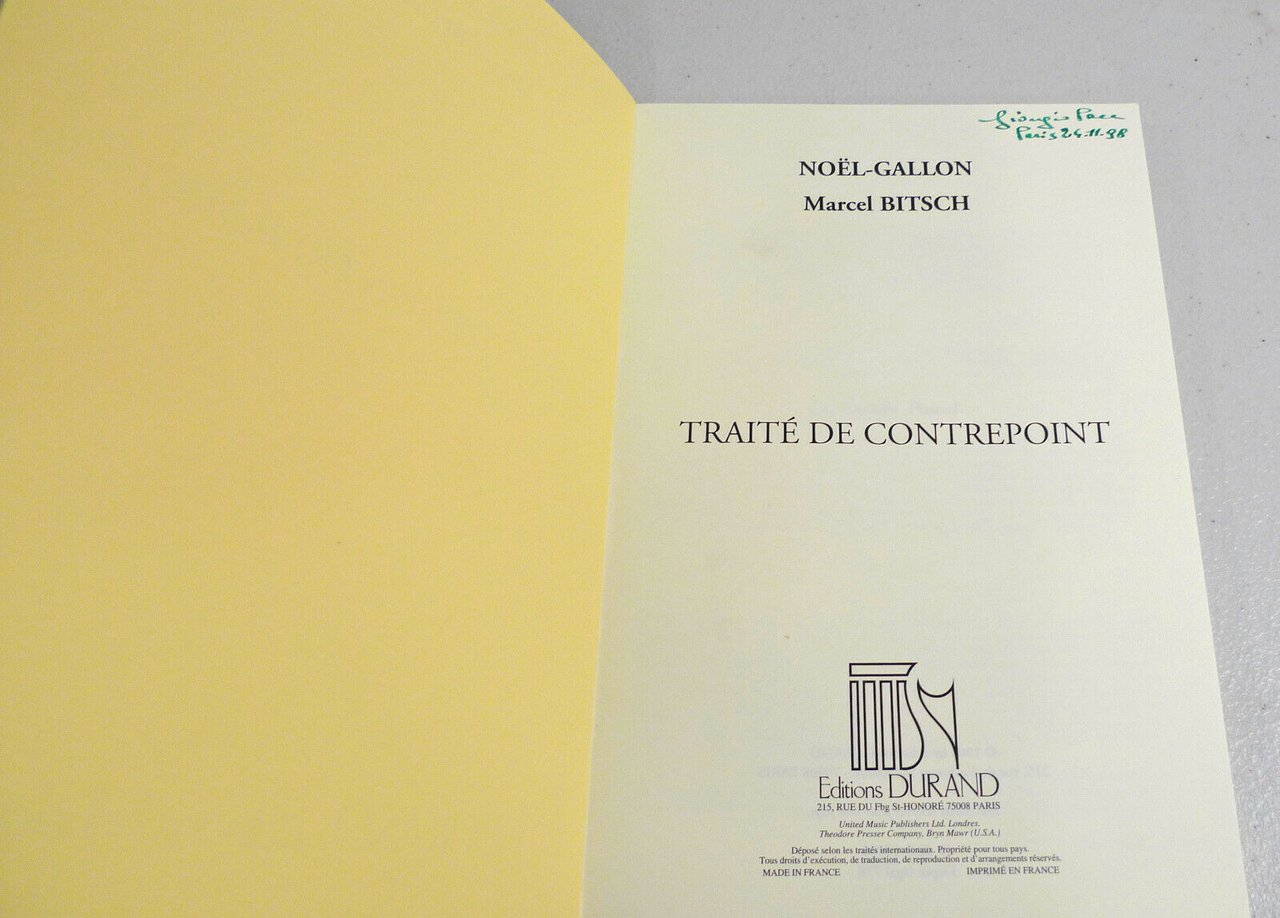 Giorgio Pace
Paris 24-11-98
NOËL-GALLON
Marcel BITSCH
TRAITÉ DE CONTREPOINT
Editions DURAND
215, RUE DU Fbg St-HONORÉ 75008 PARIS
United Music Publishers Ltd. Londres.
Theodore Presser Company, Bryn Mawr (U.S.A.)
Déposé selon les traités internationaux. Propriété pour tous pays.
Tous droits d'exécution, de traduction, de reproduction et d'arrangements réservés.
MADE IN FRANCE IMPRIMÉ EN FRANCE